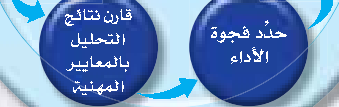 حدّد فجوة
الأداء
قارن نتائج
التحليل
بالمعايير
المهنية